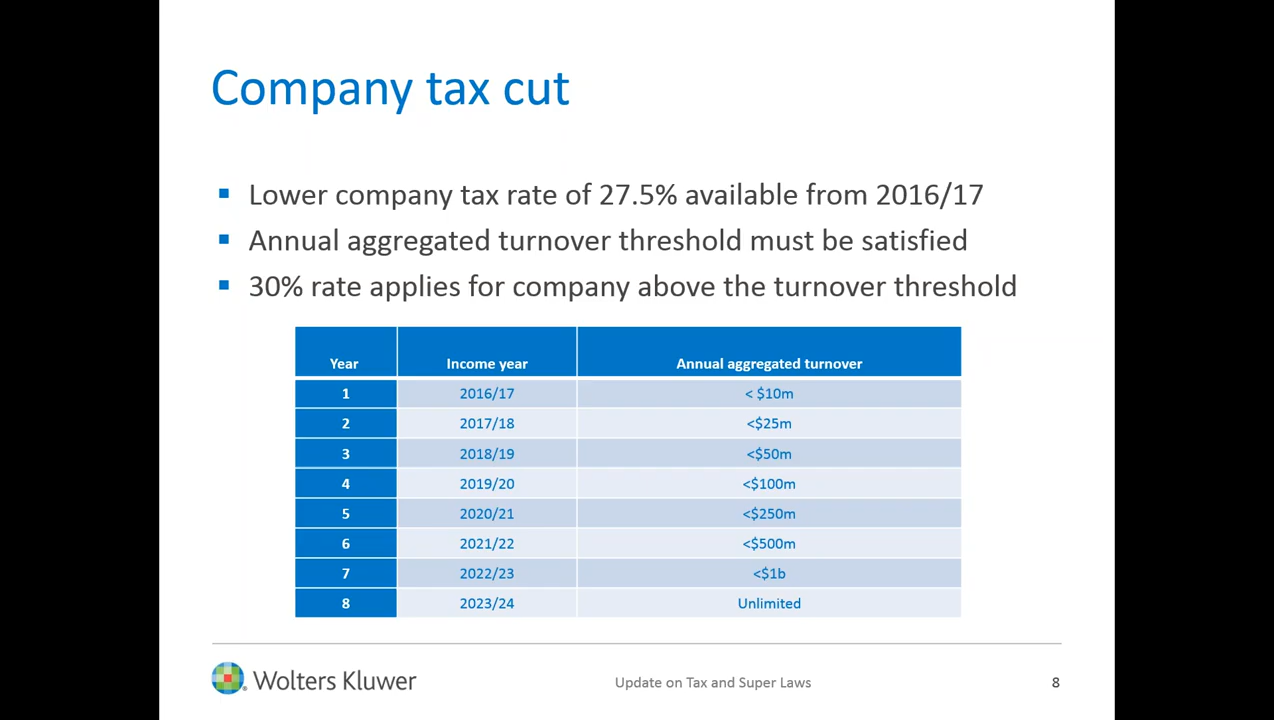 Company tax cut
Lower company tax rate of 27.5% available from 2016/17
Annual aggregated turnover threshold must be satisfied
30% rate applies for company above the turnover threshold
Year Income year Annual aggregated turnover
1 2016/17 < $10m
2 2017/18 <$25m
3 2018/19 <$50m
4 2019/20 <$100m
5 2020/21 <$250m
6 2021/22 <$500m
7 2022/23 <$1b
8 2023/24 Unlimited
Wolters Kluwer Update on Tax and Super Laws 8